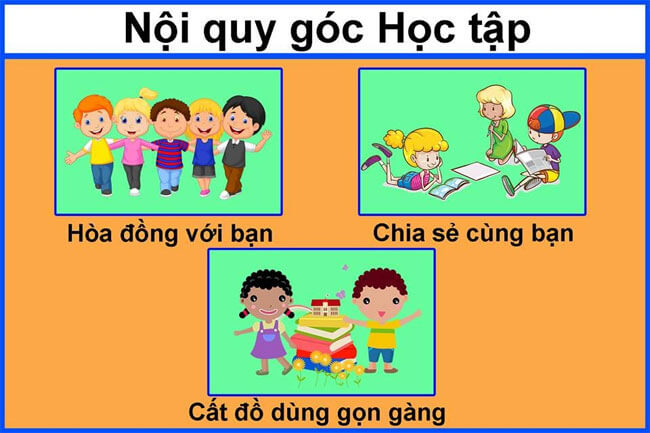 Nội quy góc Học tập
Hòa đồng với bạn
Chia sẻ cùng bạn
Cất đồ dùng gọn gàng